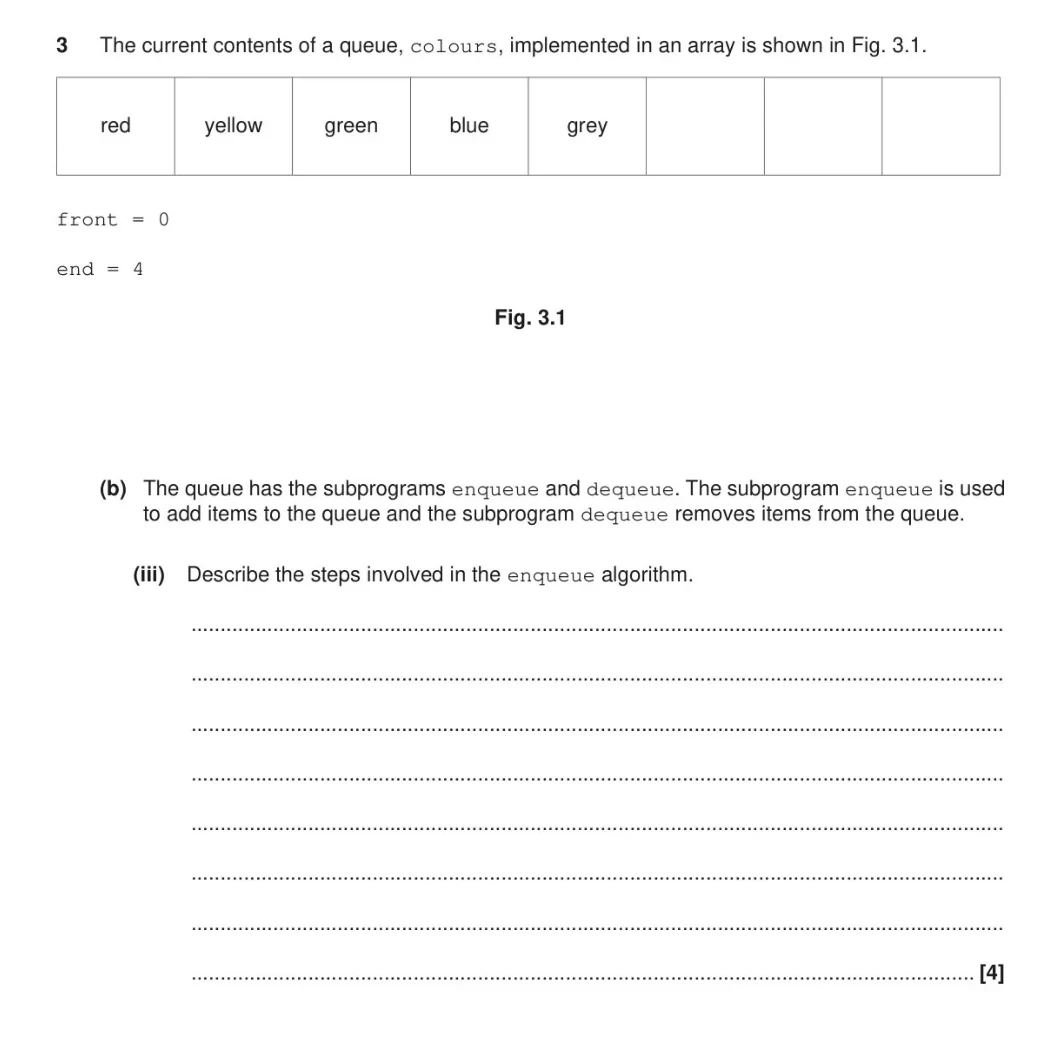 3 The current contents of a queue, colours, implemented in an array is shown in Fig. 3.1.
red yellow green blue grey
front = 0
end = 4
Fig. 3.1
(b) The queue has the subprograms enqueue and dequeue. The subprogram enqueue is used
to add items to the queue and the subprogram dequeue removes items from the queue.
(iii) Describe the steps involved in the enqueue algorithm.
[4]